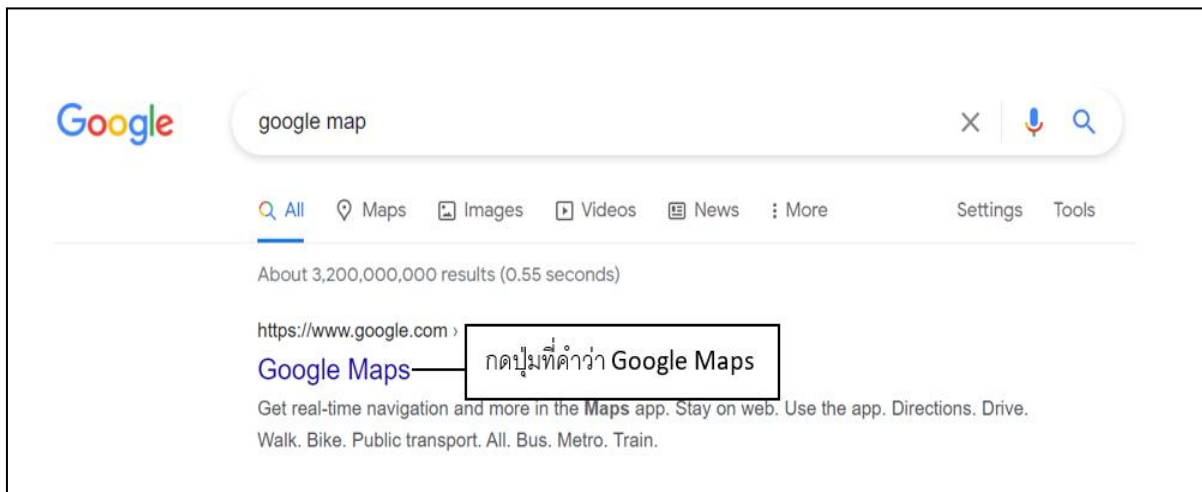 Google
google map
All Maps Images Videos News More Settings Tools
About 3,200,000,000 results (0.55 seconds)
https://www.google.com ›
Google Maps
กดปุ่มที่คำว่า Google Maps
Get real-time navigation and more in the Maps app. Stay on web. Use the app. Directions. Drive.
Walk. Bike. Public transport. All. Bus. Metro. Train.